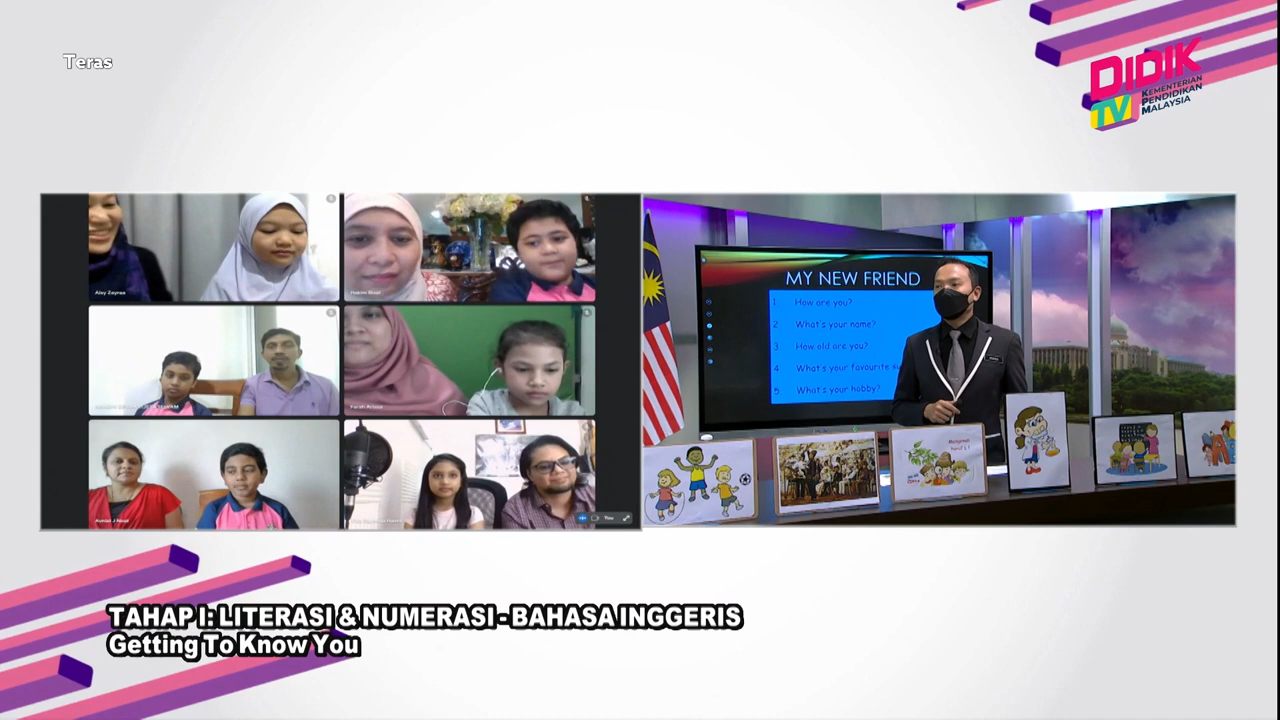 Teras
DIDIK
TV
KEMENTERIAN
PENDIDIKAN
MALAYSIA
MY NEW FRIEND
1 How are you?
2 What's your name?
3 How old are you?
4 What's your favourite
5 What's your hobby?
You
TAHAP I: LITERASI & NUMERASI - BAHASA INGGERIS
Getting To Know You